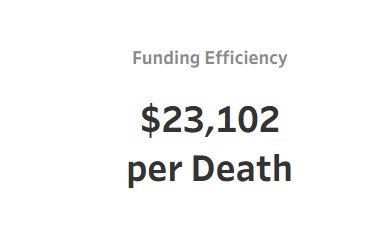 Funding Efficiency
$23,102
per Death